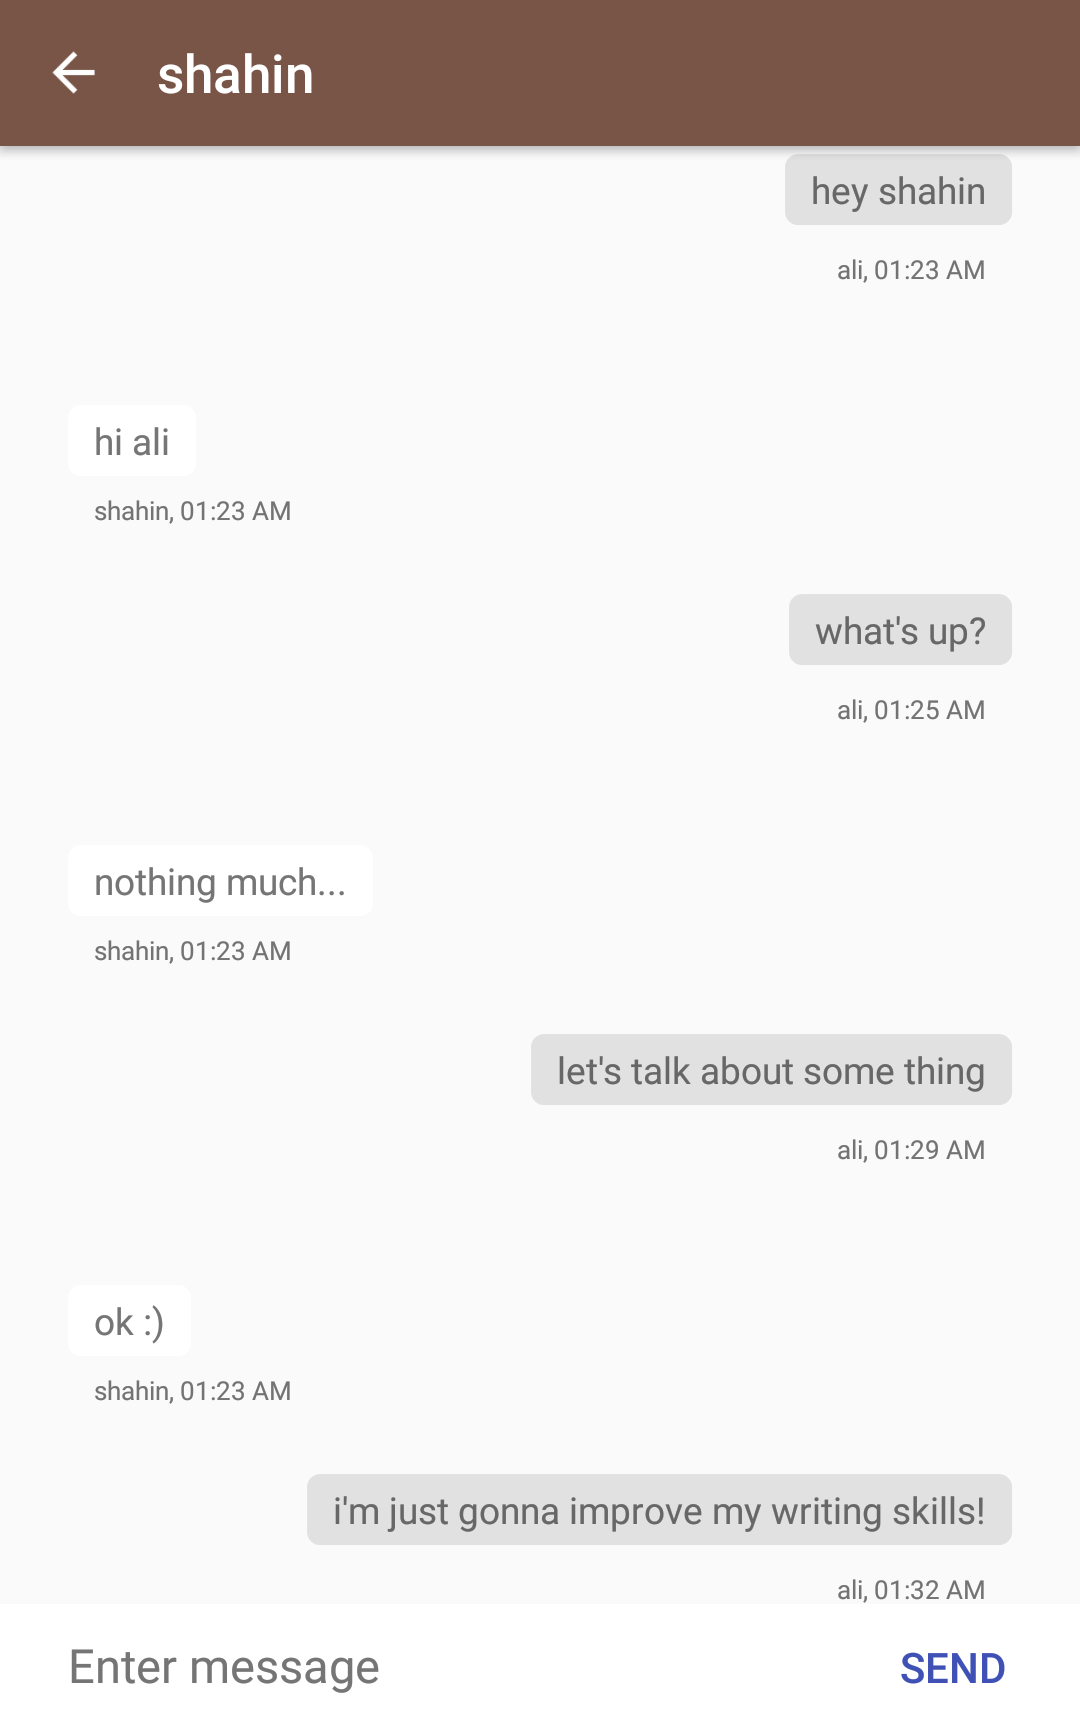 shahin
hey shahin
ali, 01:23 AM
hi ali
shahin, 01:23 AM
what's up?
ali, 01:25 AM
nothing much...
shahin, 01:23 AM
let's talk about some thing
ali, 01:29 AM
ok :)
shahin, 01:23 AM
i'm just gonna improve my writing skills!
ali, 01:32 AM
Enter message
SEND